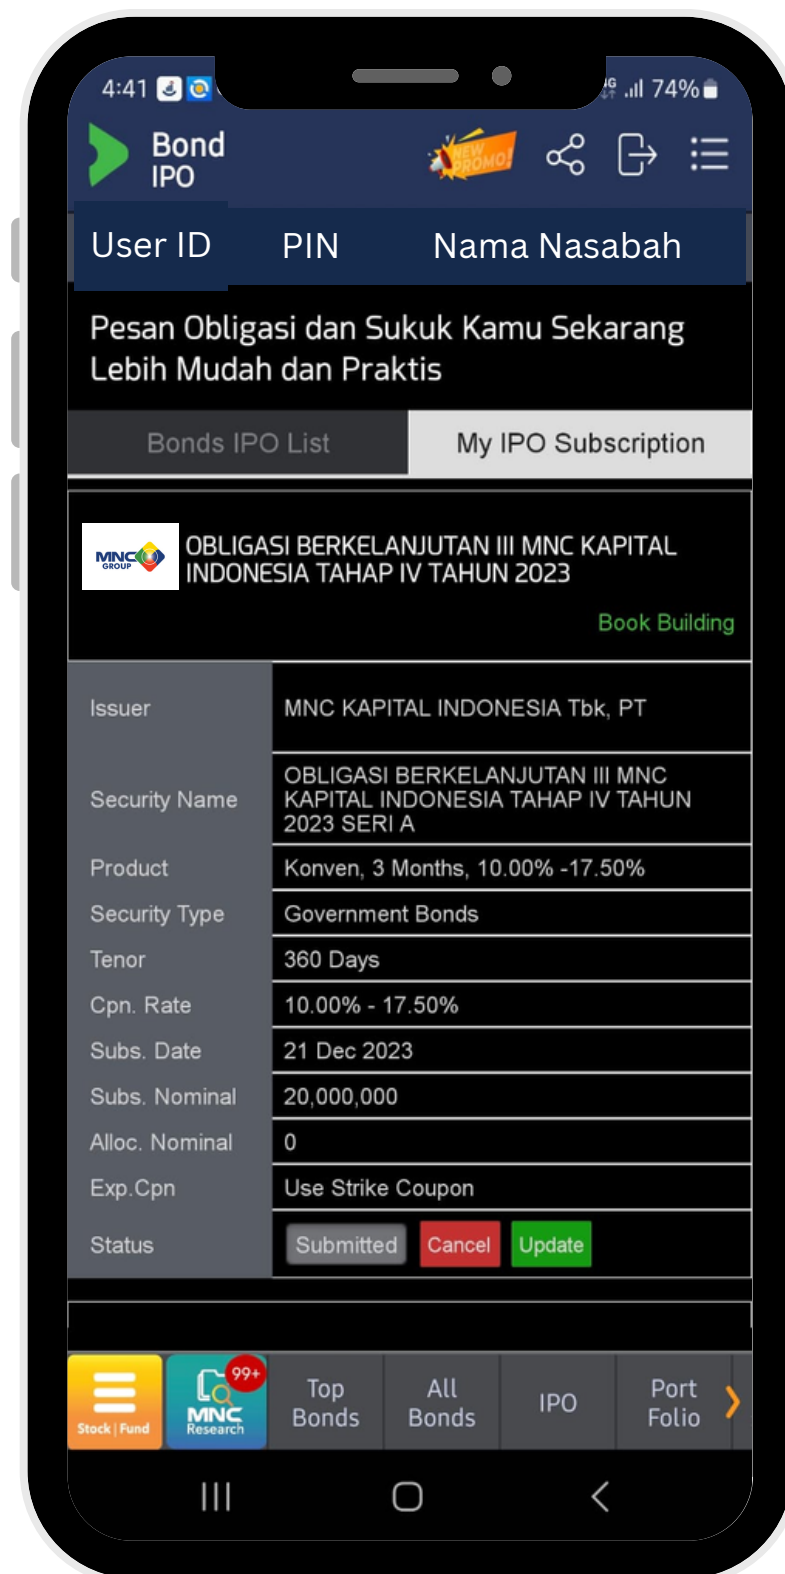 4:41
4G
74%
Bond
IPO
NEW
PROMO!
User ID PIN Nama Nasabah
Pesan Obligasi dan Sukuk Kamu Sekarang
Lebih Mudah dan Praktis
Bonds IPO List My IPO Subscription
MNC
GROUP
OBLIGASI BERKELANJUTAN III MNC KAPITAL
INDONESIA TAHAP IV TAHUN 2023
Book Building
Issuer MNC KAPITAL INDONESIA Tbk, PT
Security Name OBLIGASI BERKELANJUTAN III MNC
KAPITAL INDONESIA TAHAP IV TAHUN
2023 SERI A
Product Konven, 3 Months, 10.00% -17.50%
Security Type Government Bonds
Tenor 360 Days
Cpn. Rate 10.00% - 17.50%
Subs. Date 21 Dec 2023
Subs. Nominal 20,000,000
Alloc. Nominal 0
Exp.Cpn Use Strike Coupon
Status Submitted Cancel Update
Stock | Fund
99+
MNC
Research
Top
Bonds
All
Bonds
IPO
Port
Folio